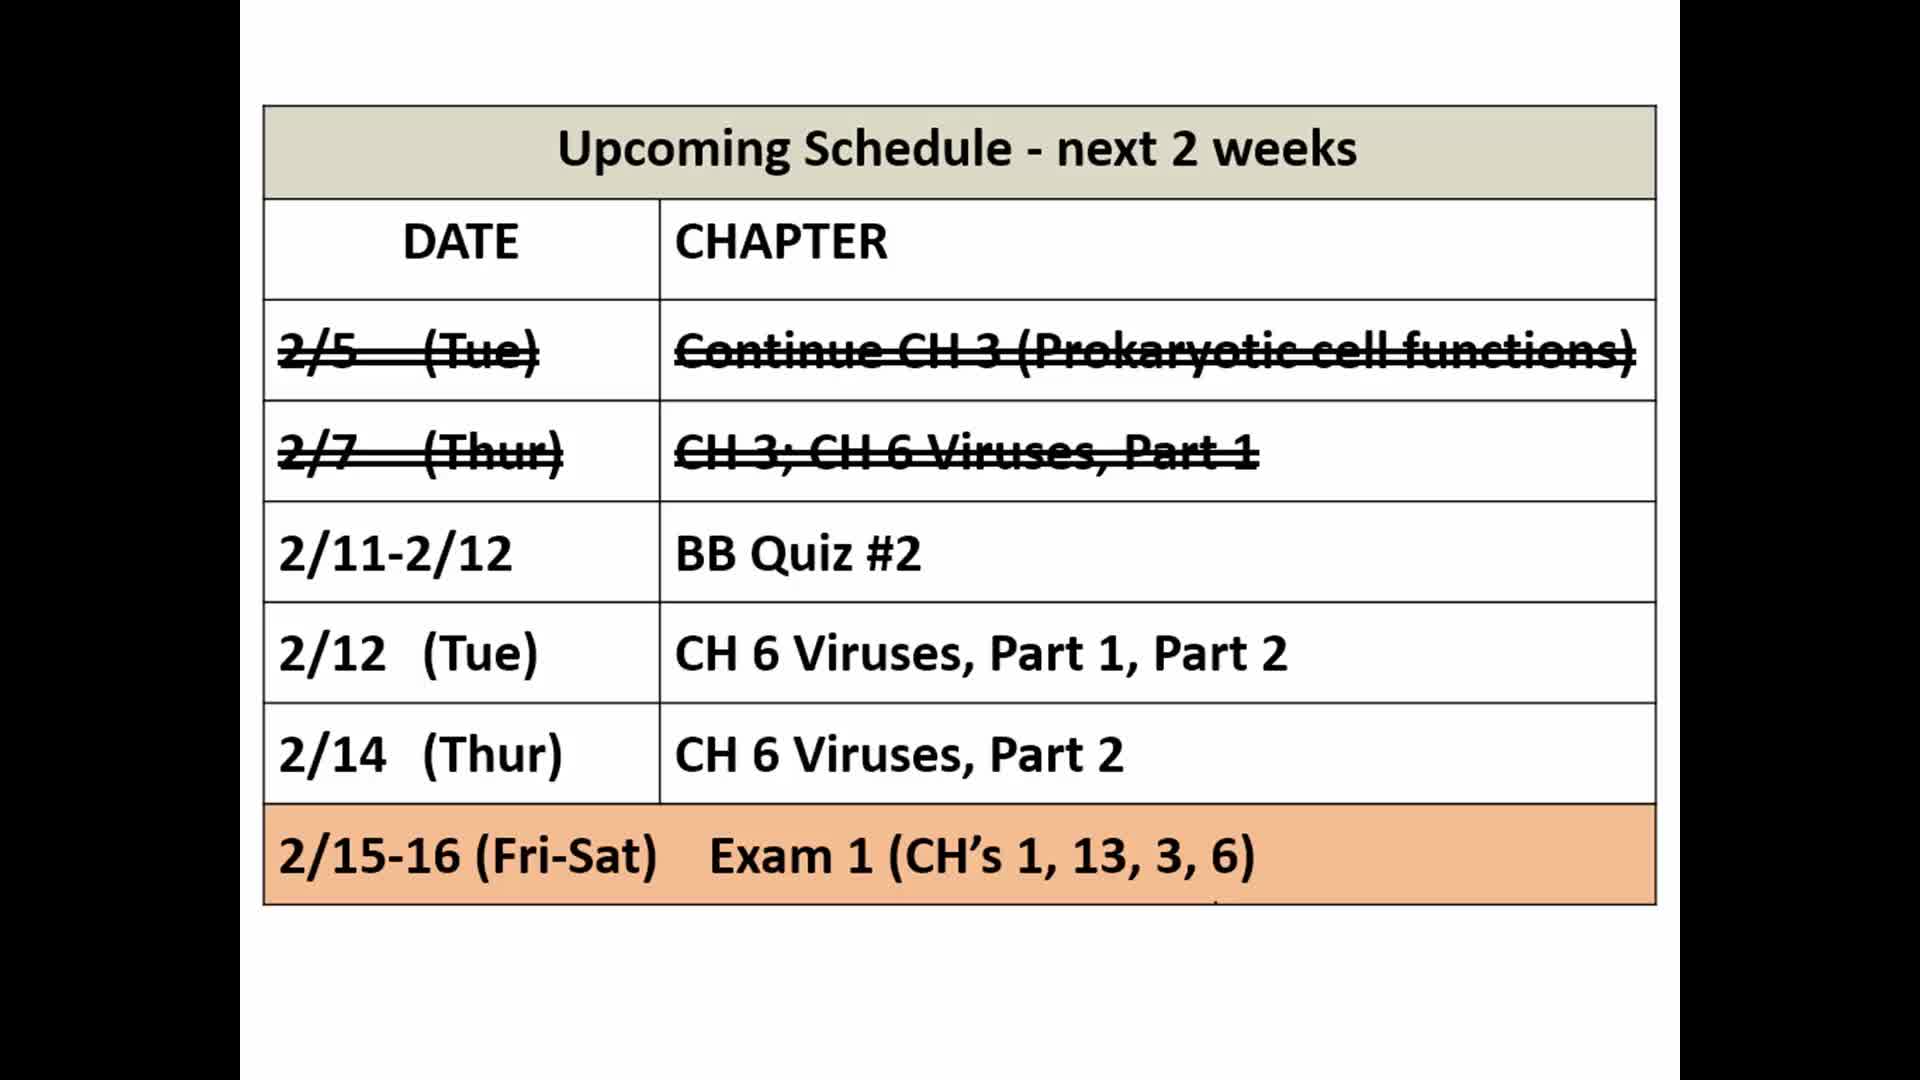 Upcoming Schedule - next 2 weeks
DATE CHAPTER
2/5 (Tue) Continue CH 3 (Prokaryotic cell functions)
2/7 (Thur) CH 3; CH 6 Viruses, Part 1
2/11-2/12 BB Quiz #2
2/12 (Tue) CH 6 Viruses, Part 1, Part 2
2/14 (Thur) CH 6 Viruses, Part 2
2/15-16 (Fri-Sat) Exam 1 (CH’s 1, 13, 3, 6)